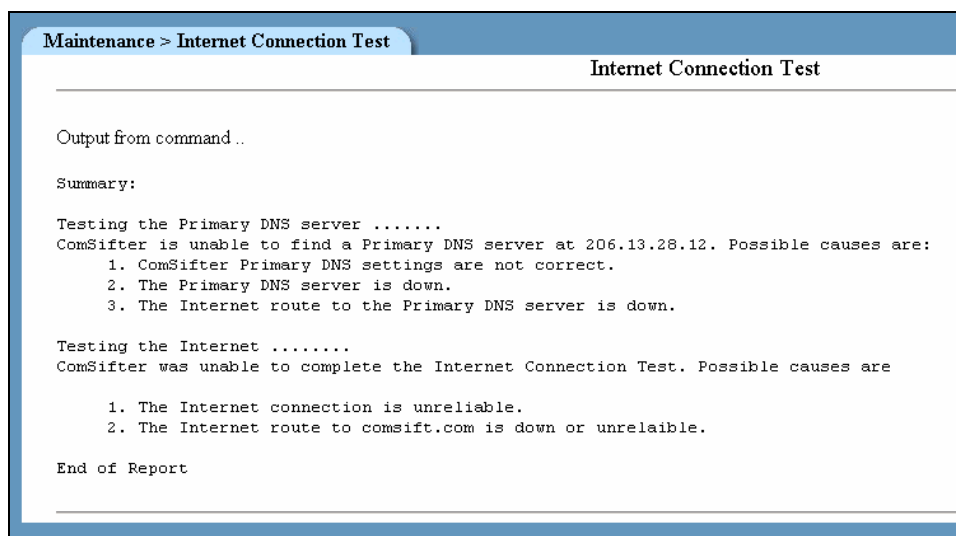 Maintenance > Internet Connection Test
Internet Connection Test
Output from command ..
Summary:
Testing the Primary DNS server .......
ComSifter is unable to find a Primary DNS server at 206.13.28.12. Possible causes are:
1. ComSifter Primary DNS settings are not correct.
2. The Primary DNS server is down.
3. The Internet route to the Primary DNS server is down.
Testing the Internet ........
ComSifter was unable to complete the Internet Connection Test. Possible causes are
1. The Internet connection is unreliable.
2. The Internet route to comsift.com is down or unrelaible.
End of Report